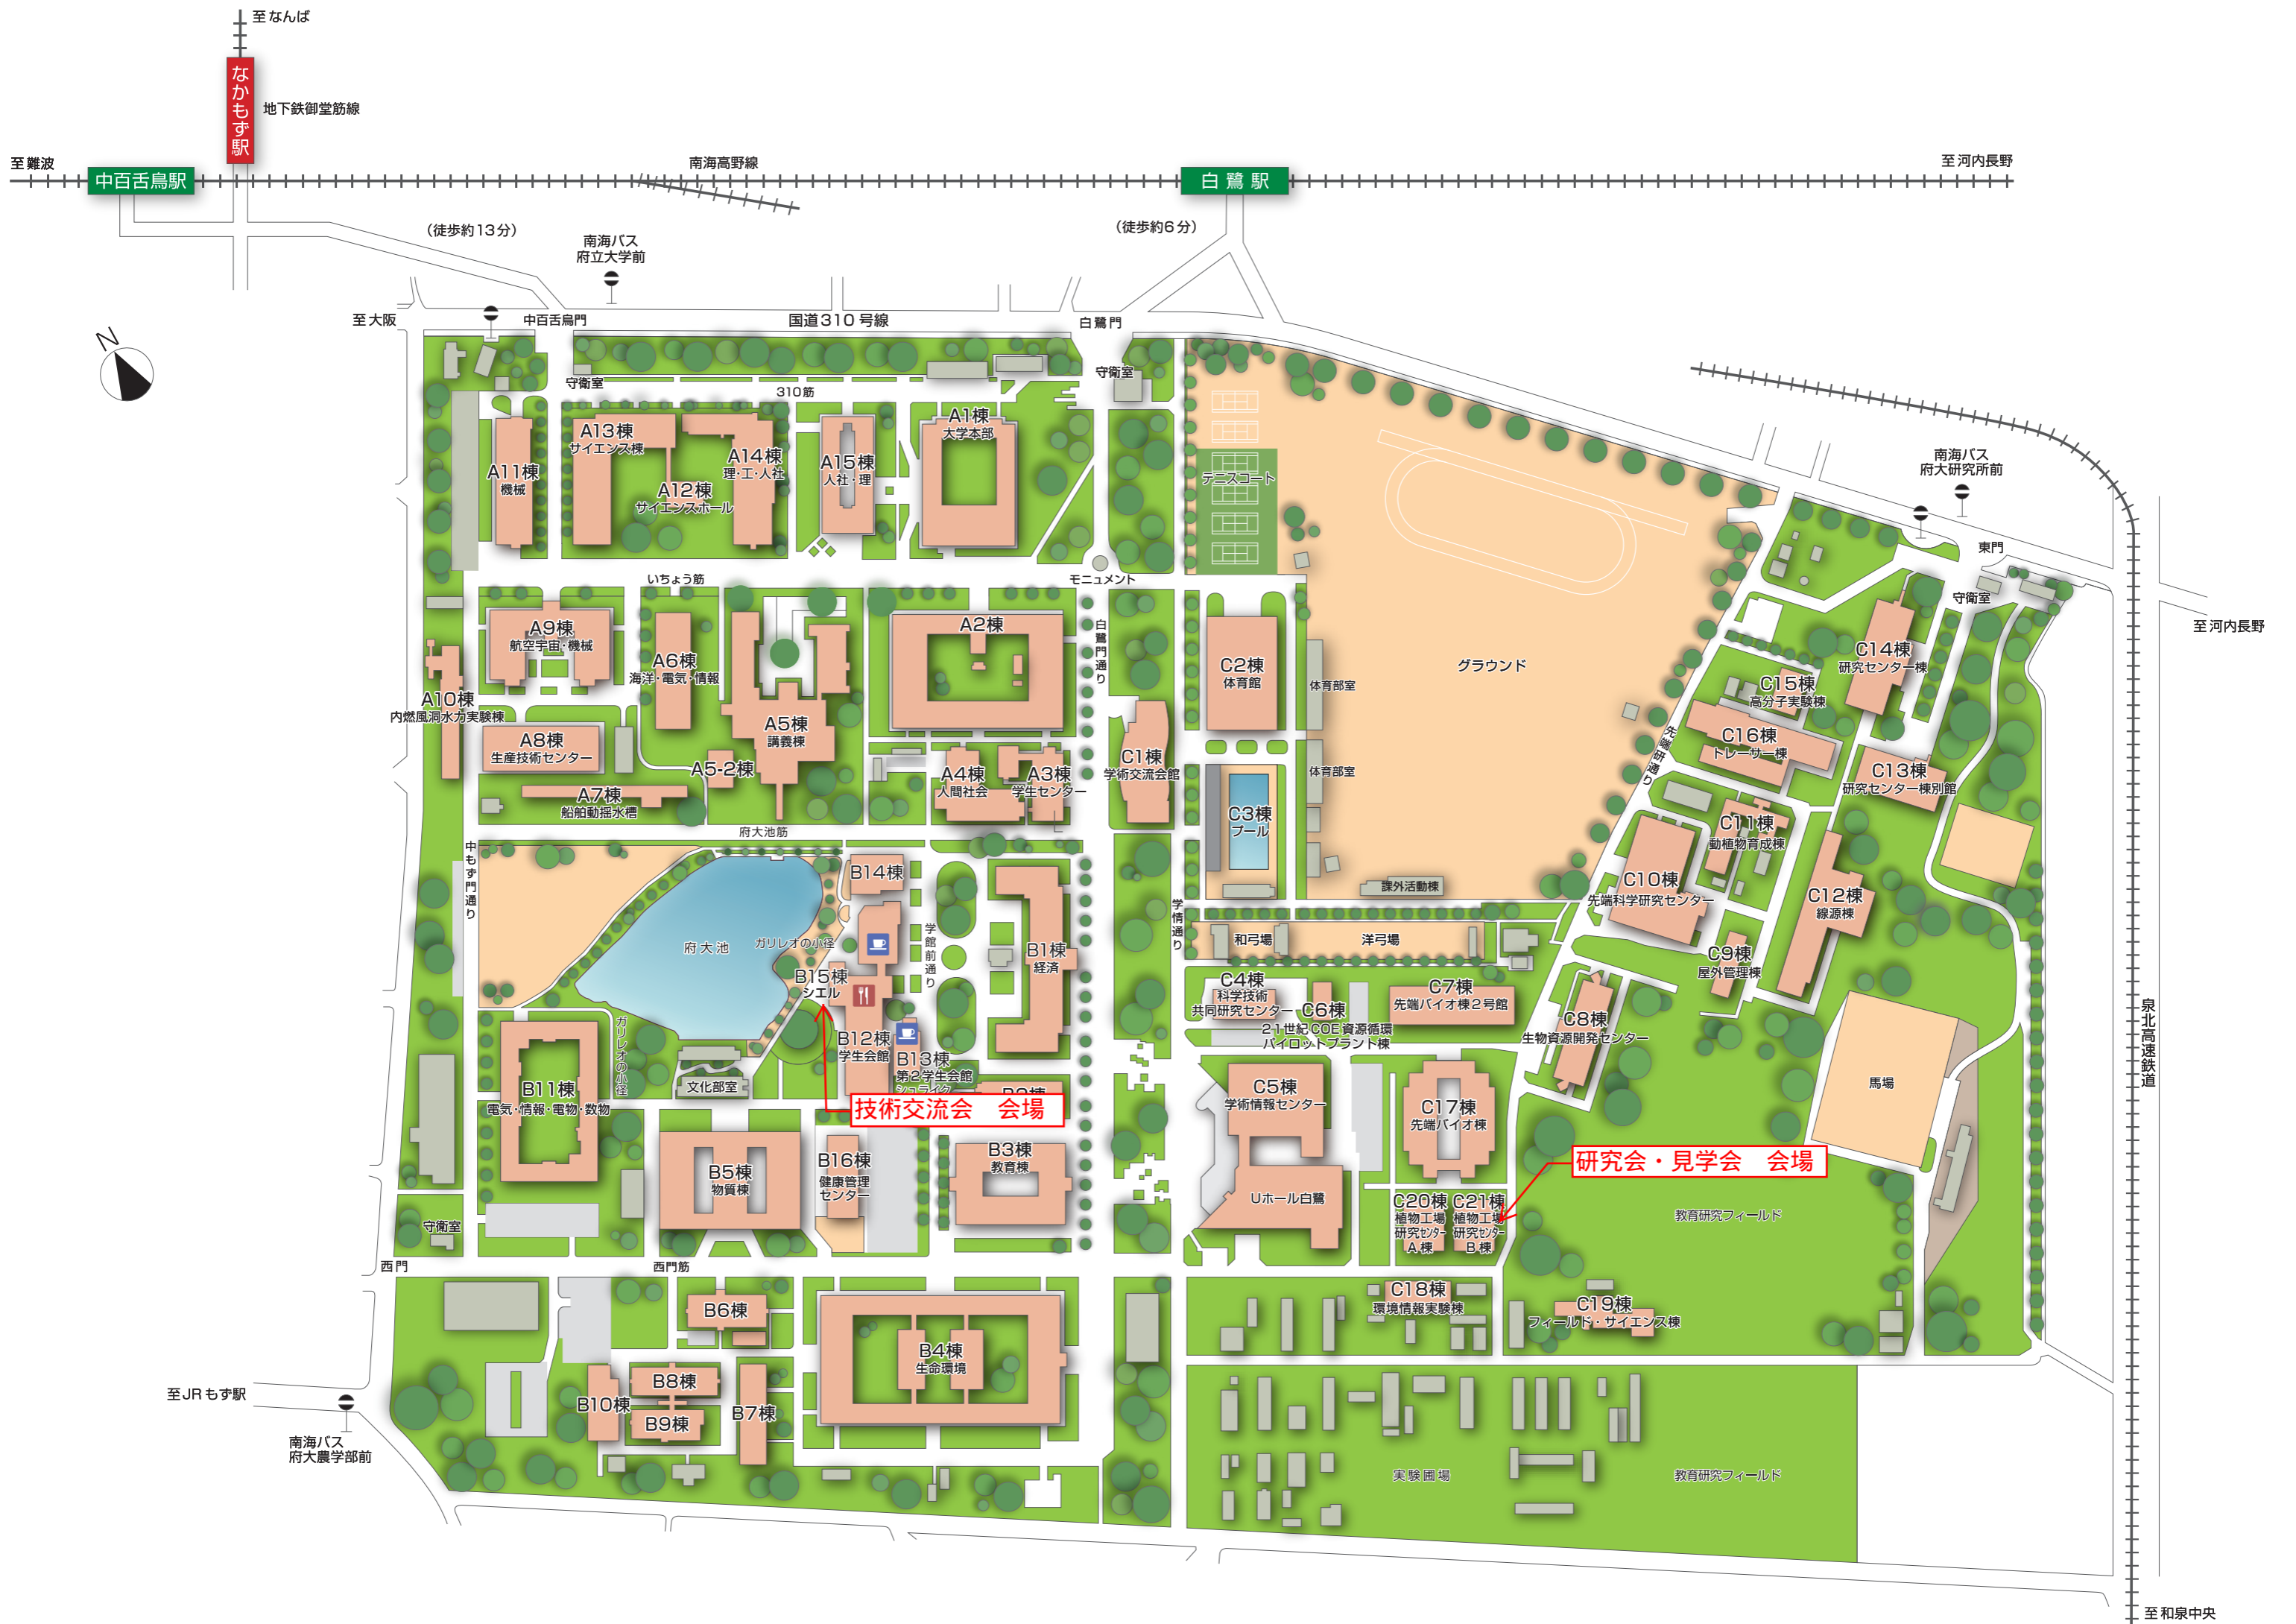 至なんば
なかもず駅
地下鉄御堂筋線
至難波
中百舌鳥駅
南海高野線
白鷺駅
至河内長野
（徒歩約13分）
（徒歩約6分）
南海バス
府立大学前
至大阪
中百舌鳥門
国道310号線
白鷺門
N
守衛室
310筋
守衛室
A11棟
機械
A13棟
サイエンス棟
A12棟
サイエンスホール
A14棟
理・工・人社
A15棟
人社・理
A1棟
大学本部
テニスコート
南海バス
府大研究所前
東門
守衛室
至河内長野
いちょう筋
モニュメント
A9棟
航空宇宙・機械
A10棟
内燃風洞水力実験棟
A6棟
海洋・電気・情報
A5棟
講義棟
A2棟
白鷺門通り
C2棟
体育館
体育部室
グラウンド
C14棟
研究センター棟
C15棟
高分子実験棟
C16棟
トレーサー棟
先端研通り
C13棟
研究センター棟別館
A8棟
生産技術センター
A5-2棟
A7棟
船舶動揺水槽
A4棟
人間社会
A3棟
学生センター
C1棟
学術交流会館
体育部室
C3棟
プール
C11棟
動植物育成棟
府大池筋
中もず門通り
B14棟
課外活動棟
C10棟
先端科学研究センター
C12棟
線源棟
府大池
ガリレオの小径
学館前通り
B1棟
経済
学情通り
和弓場
洋弓場
C9棟
屋外管理棟
B15棟
シエル
C4棟
科学技術
共同研究センター
C6棟
21世紀COE資源循環
パイロットプラント棟
C7棟
先端バイオ棟2号館
C8棟
生物資源開発センター
泉北高速鉄道
ガリレオの小径
B12棟
学生会館
B13棟
第2学生会館
文化部室
技術交流会　会場
B11棟
電気・情報・電物・数物
C5棟
学術情報センター
C17棟
先端バイオ棟
馬場
研究会・見学会　会場
B5棟
物質棟
B16棟
健康管理
センター
B3棟
教育棟
Uホール白鷺
C20棟
植物工場
研究センター
A棟
C21棟
植物工場
研究センター
B棟
教育研究フィールド
守衛室
西門
西門筋
B6棟
C18棟
環境情報実験棟
C19棟
フィールド・サイエンス棟
B4棟
生命環境
B8棟
B10棟
B9棟
B7棟
至JRもず駅
南海バス
府大農学部前
実験圃場
教育研究フィールド
至和泉中央